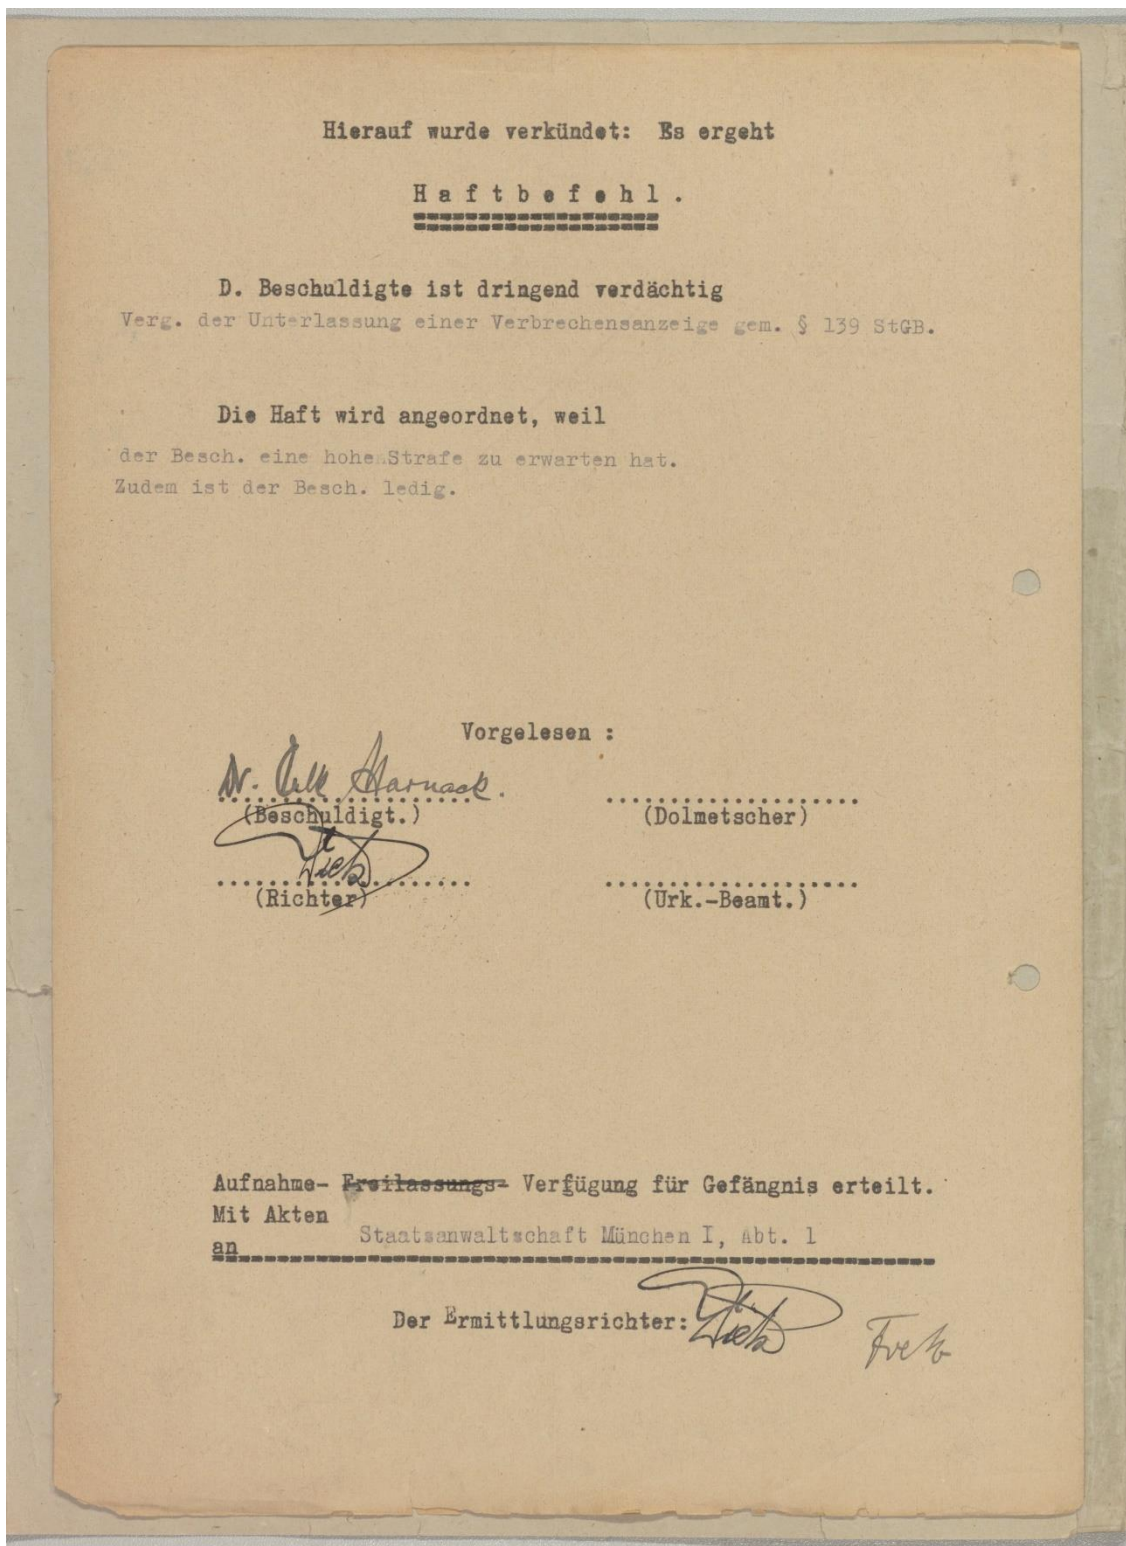 Hierauf wurde verkündet: Es ergeht
Haftbefehl.
D. Beschuldigte ist dringend verdächtig
Verg. der Unterlassung einer Verbrechensanzeige gem. § 139 StGB.
Die Haft wird angeordnet, weil
der Besch. eine hohe Strafe zu erwarten hat.
Zudem ist der Besch. ledig.
Vorgelesen :
Dr. Falk Harnack.
(Beschuldigt.) (Dolmetscher)
(Richter) (Urk.-Beamt.)
Aufnahme- Freilassungs- Verfügung für Gefängnis erteilt.
Mit Akten
an Staatsanwaltschaft München I, Abt. 1
Der Ermittlungsrichter: